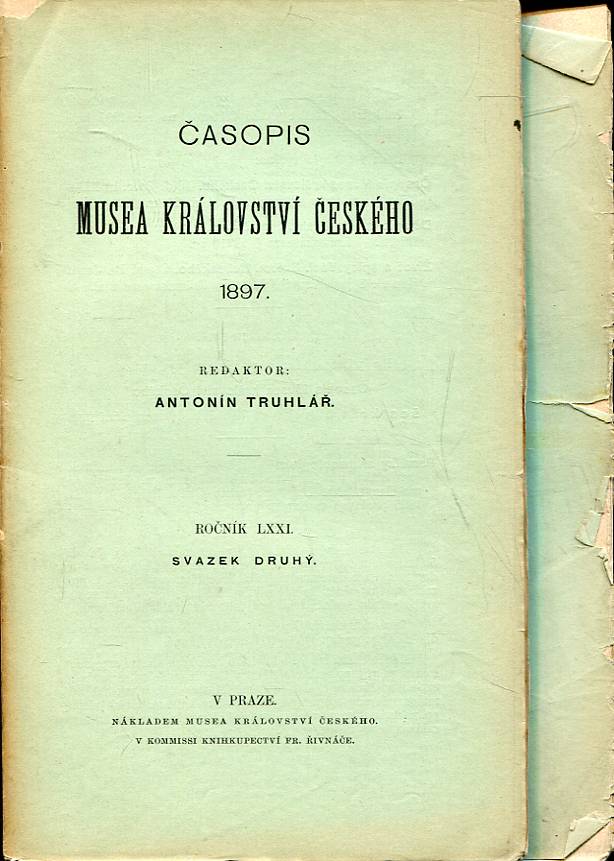 ČASOPIS
MUSEA KRÁLOVSTVÍ ČESKÉHO
1897.
REDAKTOR:
ANTONÍN TRUHLÁŘ.
ROČNÍK LXXI.
SVAZEK DRUHÝ.
V PRAZE.
NÁKLADEM MUSEA KRÁLOVSTVÍ ČESKÉHO.
V KOMMISSI KNIHKUPECTVÍ FR. ŘIVNÁČE.